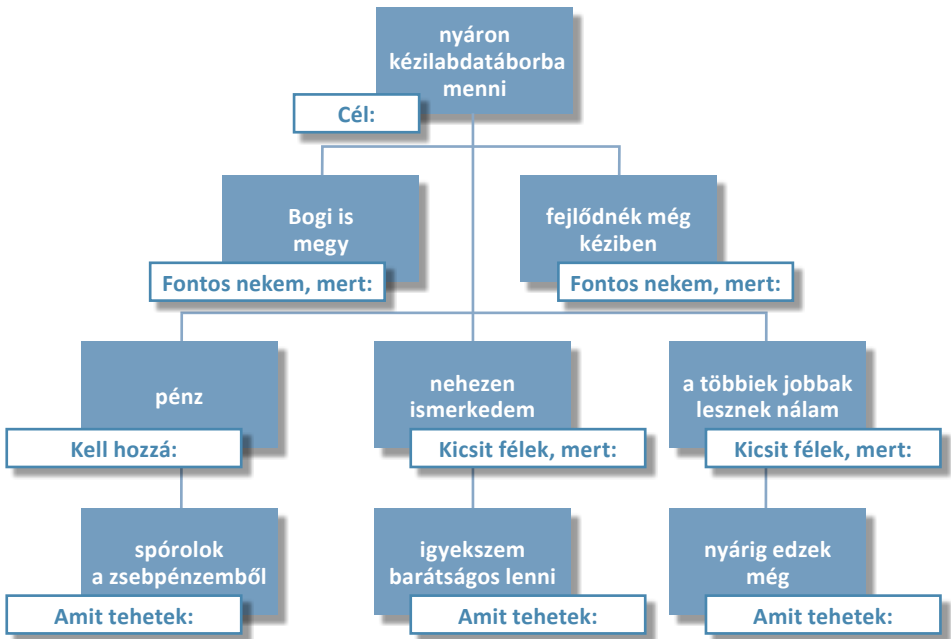 nyáron
kézilabdatáborba
menni
Cél:
Bogi is
megy
Fontos nekem, mert:
fejlődnék még
kéziben
Fontos nekem, mert:
pénz
Kell hozzá:
nehezen
ismerkedem
Kicsit félek, mert:
a többiek jobbak
lesznek nálam
Kicsit félek, mert:
spórolok
a zsebpénzemből
Amit tehetek:
igyekszem
barátságos lenni
Amit tehetek:
nyárig edzek
még
Amit tehetek: